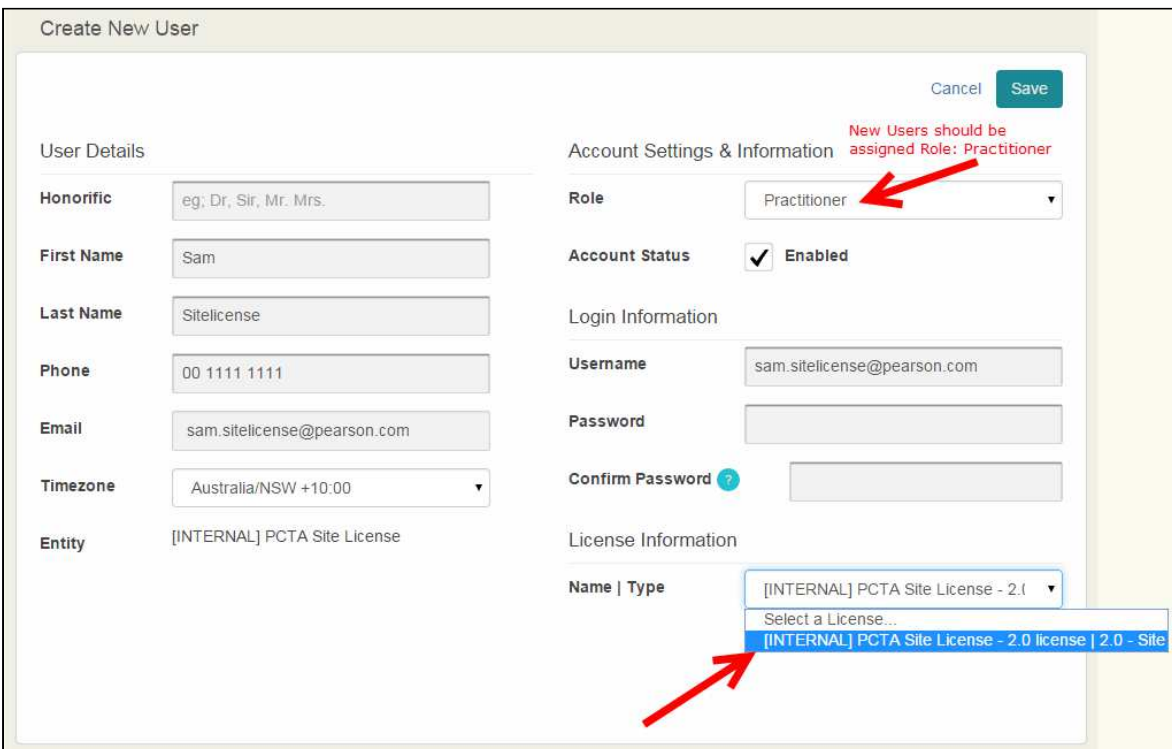 Create New User
Cancel Save
New Users should be
assigned Role: Practitioner
User Details
Account Settings & Information
Honorific eg; Dr, Sir, Mr. Mrs.
Role Practitioner
First Name Sam
Account Status Enabled
Last Name Sitelicense
Login Information
Phone 00 1111 1111
Username sam.sitelicense@pearson.com
Email sam.sitelicense@pearson.com
Password
Timezone Australia/NSW +10:00
Confirm Password ?
Entity [INTERNAL] PCTA Site License
License Information
Name | Type [INTERNAL] PCTA Site License - 2.(
Select a License...
[INTERNAL] PCTA Site License - 2.0 license | 2.0 - Site